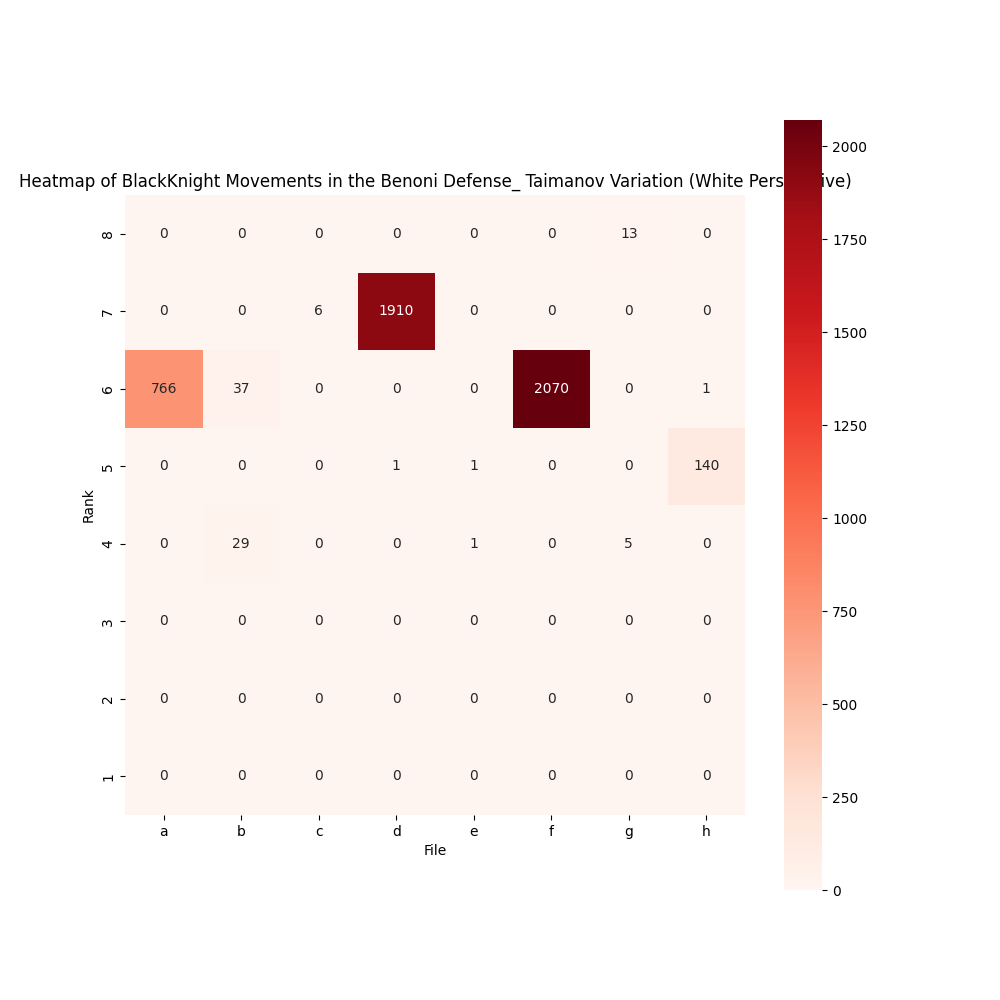 Heatmap of BlackKnight Movements in the Benoni Defense_ Taimanov Variation (White Pers ive)
8 0 0 0 0 0 0 13 0
7 0 0 6 1910 0 0 0 0
6 766 37 0 0 0 2070 0 1
5 0 0 0 1 1 0 0 140
4 0 29 0 0 1 0 5 0
3 0 0 0 0 0 0 0 0
2 0 0 0 0 0 0 0 0
1 0 0 0 0 0 0 0 0
a b c d e f g h
File
Rank
2000
1750
1500
1250
1000
750
500
250
0